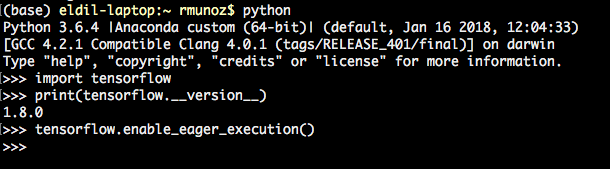 (base) eldil-laptop:~ rmunoz$ python
Python 3.6.4 |Anaconda custom (64-bit)| (default, Jan 16 2018, 12:04:33)
[GCC 4.2.1 Compatible Clang 4.0.1 (tags/RELEASE_401/final)] on darwin
Type "help", "copyright", "credits" or "license" for more information.
[>>> import tensorflow
[>>> print(tensorflow.__version__)
1.8.0
[>>> tensorflow.enable_eager_execution()
>>>